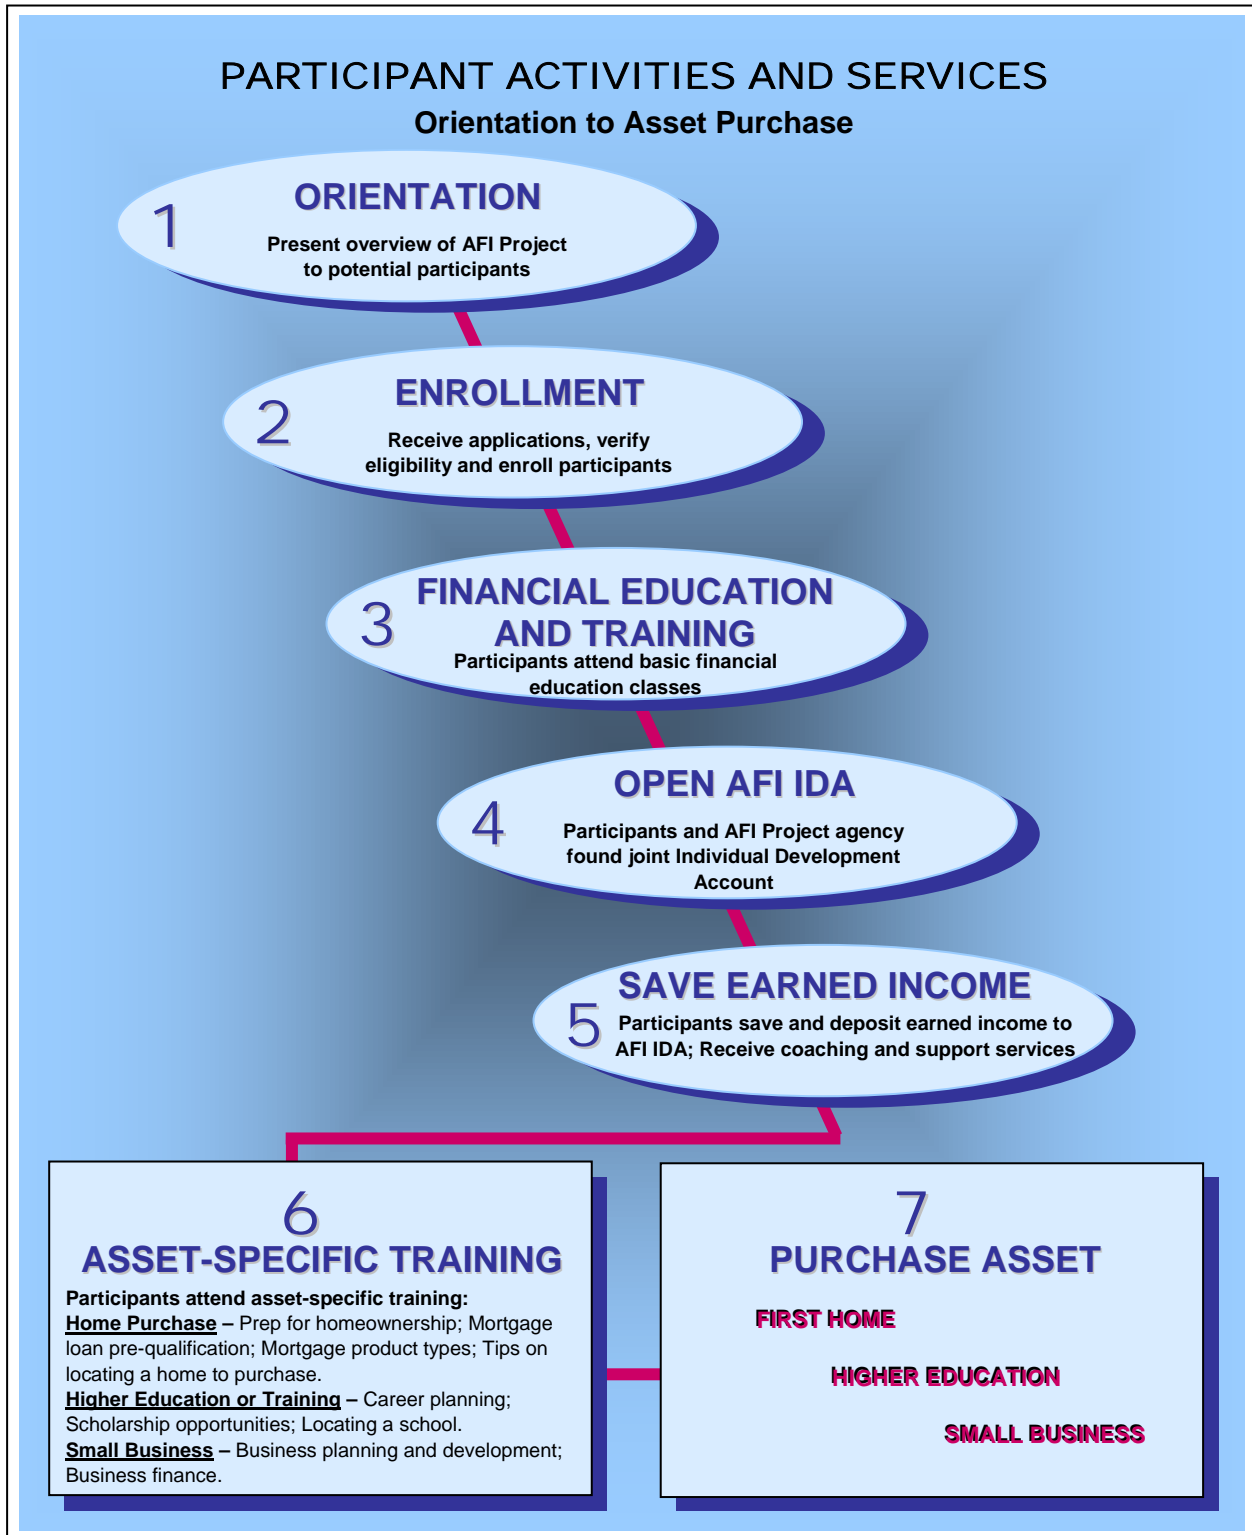 PARTICIPANT ACTIVITIES AND SERVICES
Orientation to Asset Purchase
1
ORIENTATION
Present overview of AFI Project
to potential participants
2
ENROLLMENT
Receive applications, verify
eligibility and enroll participants
3
FINANCIAL EDUCATION
AND TRAINING
Participants attend basic financial
education classes
4
OPEN AFI IDA
Participants and AFI Project agency
found joint Individual Development
Account
5
SAVE EARNED INCOME
Participants save and deposit earned income to
AFI IDA; Receive coaching and support services
6
ASSET-SPECIFIC TRAINING
Participants attend asset-specific training:
Home Purchase – Prep for homeownership; Mortgage
loan pre-qualification; Mortgage product types; Tips on
locating a home to purchase.
Higher Education or Training – Career planning;
Scholarship opportunities; Locating a school.
Small Business – Business planning and development;
Business finance.
7
PURCHASE ASSET
FIRST HOME
HIGHER EDUCATION
SMALL BUSINESS